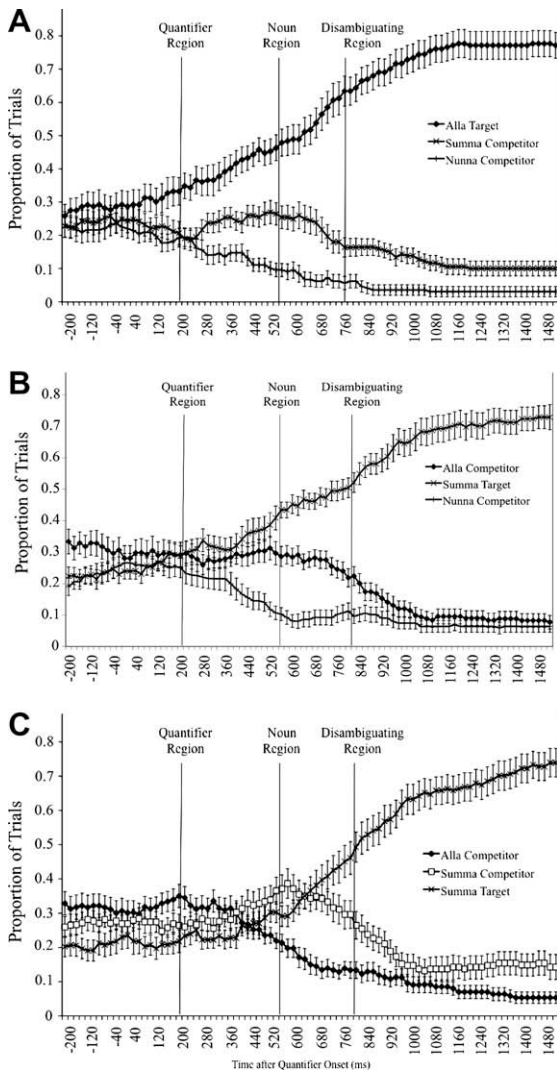 A
Quantifier Region
Noun Region
Disambiguating Region
Proportion of Trials
0.8
0.7
0.6
0.5
0.4
0.3
0.2
0.1
0
Alla Target
Summa Competitor
Nunna Competitor
-200 -120 -40 40 120 200 280 360 440 520 600 680 760 840 920 1000 1080 1160 1240 1320 1400 1480
B
Quantifier Region
Noun Region
Disambiguating Region
Proportion of Trials
0.8
0.7
0.6
0.5
0.4
0.3
0.2
0.1
0
Alla Competitor
Summa Target
Nunna Competitor
-200 -120 -40 40 120 200 280 360 440 520 600 680 760 840 920 1000 1080 1160 1240 1320 1400 1480
C
Quantifier Region
Noun Region
Disambiguating Region
Proportion of Trials
0.8
0.7
0.6
0.5
0.4
0.3
0.2
0.1
0
Alla Competitor
Summa Competitor
Summa Target
-200 -120 -40 40 120 200 280 360 440 520 600 680 760 840 920 1000 1080 1160 1240 1320 1400 1480
Time after Quantifier Onset (ms)